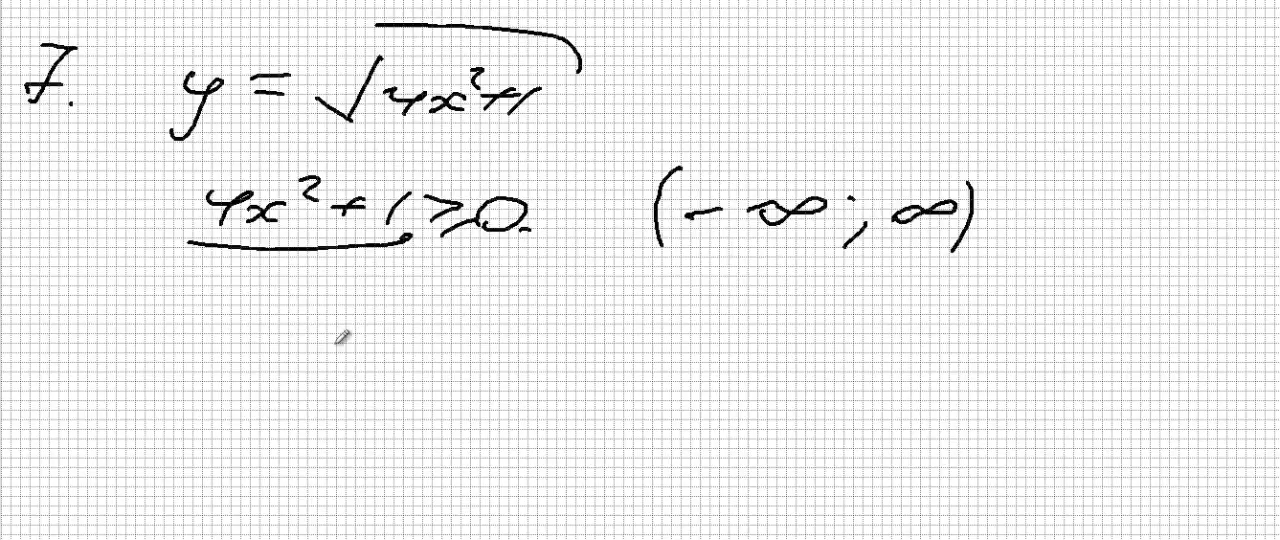 7. y = √4x²+1
4x² + 1 ≥ 0. (-∞; ∞)